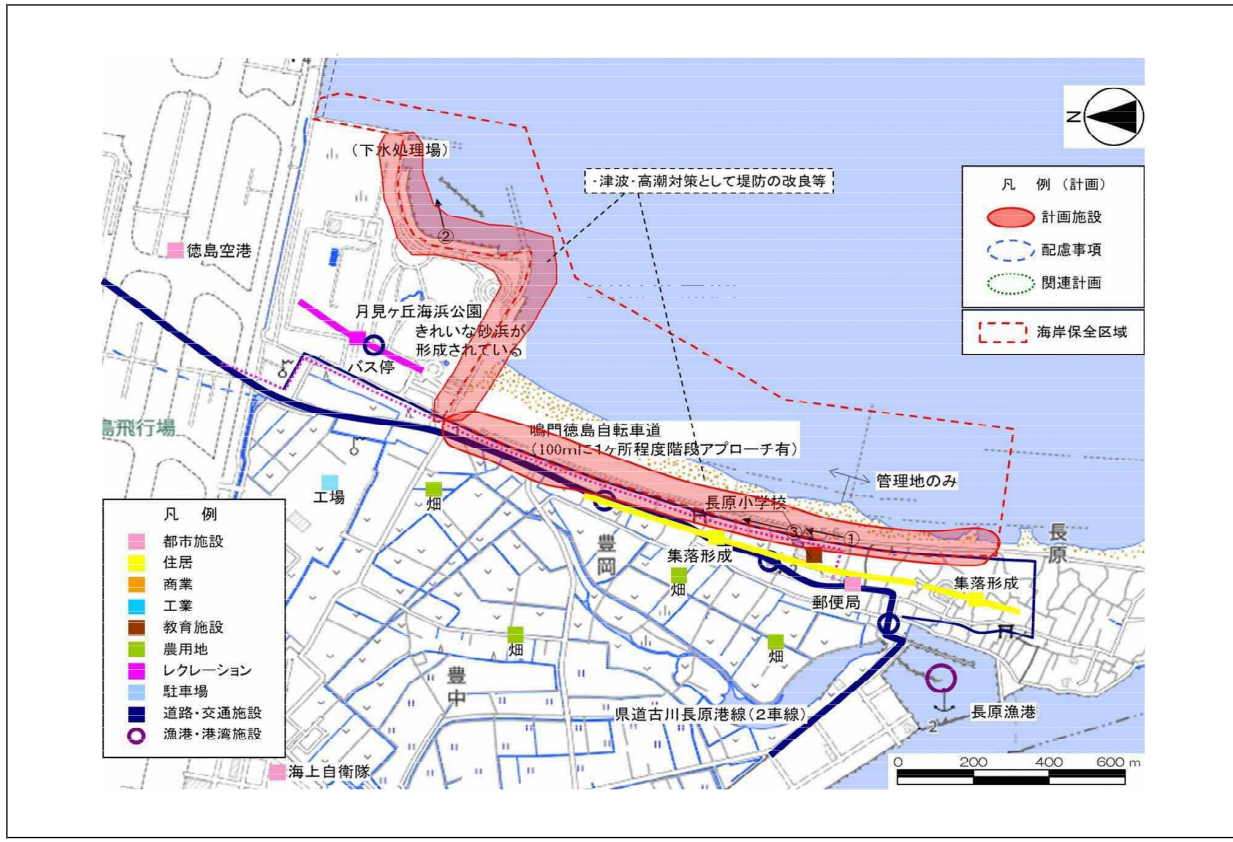 N
(下水処理場)
・津波・高潮対策として堤防の改良等
凡 例 (計画)
計画施設
配慮事項
関連計画
海岸保全区域
②
徳島空港
月見ヶ丘海浜公園
きれいな砂浜が
形成されている
バス停
島飛行場
鳴門徳島自転車道
(100mに1ヶ所程度階段アプローチ有)
管理地のみ
工場
畑
長原小学校
③
①
豊岡
集落形成
長原
畑
集落形成
郵便局
畑
畑
豊中
県道古川長原港線(2車線)
長原漁港
2
海上自衛隊
凡 例
都市施設
住居
商業
工業
教育施設
農用地
レクレーション
駐車場
道路・交通施設
漁港・港湾施設
0 200 400 600 m